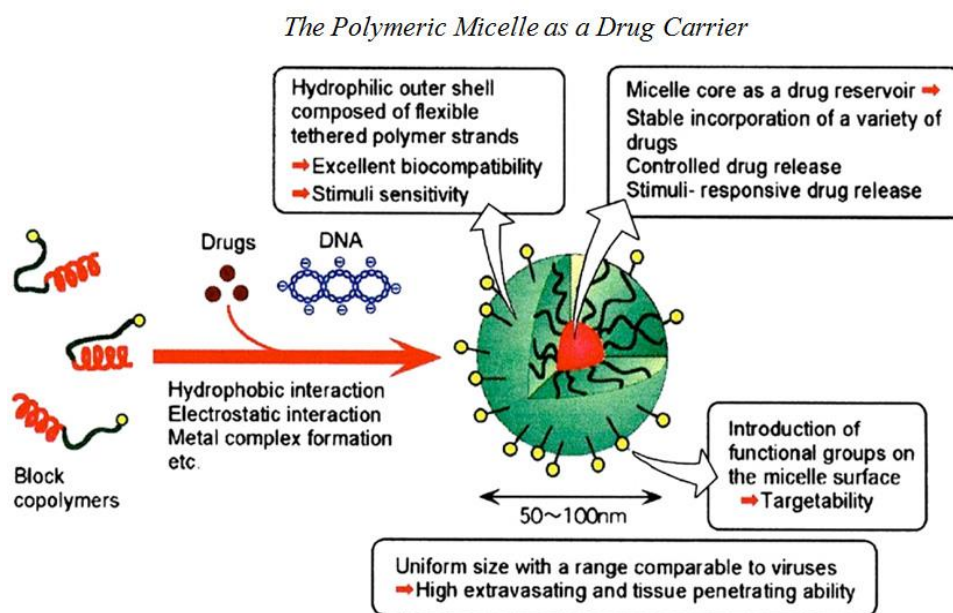 The Polymeric Micelle as a Drug Carrier
Hydrophilic outer shell
composed of flexible
tethered polymer strands
➡Excellent biocompatibility
➡Stimuli sensitivity
Micelle core as a drug reservoir ➡
Stable incorporation of a variety of
drugs
Controlled drug release
Stimuli- responsive drug release
Drugs
DNA
Hydrophobic interaction
Electrostatic interaction
Metal complex formation
etc.
Block
copolymers
50～100nm
Introduction of
functional groups on
the micelle surface
➡Targetability
Uniform size with a range comparable to viruses
➡High extravasating and tissue penetrating ability